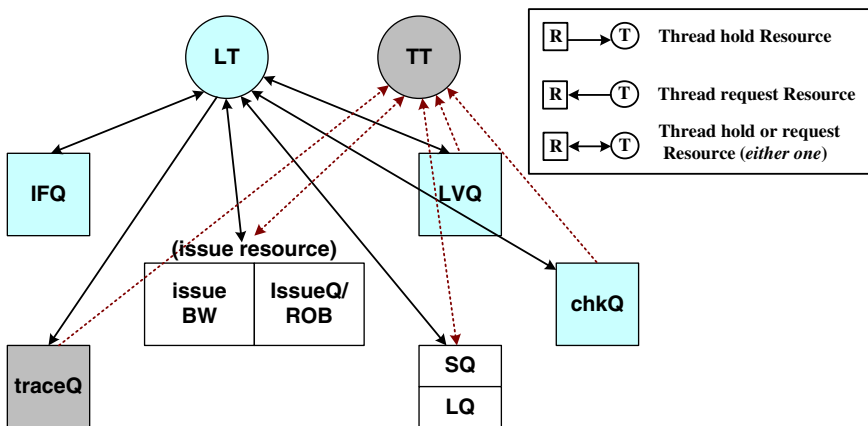 LT
TT
R
T
Thread hold Resource
R
T
Thread request Resource
R
T
Thread hold or request
Resource (either one)
IFQ
LVQ
(issue resource)
issue
BW
IssueQ/
ROB
chkQ
traceQ
SQ
LQ